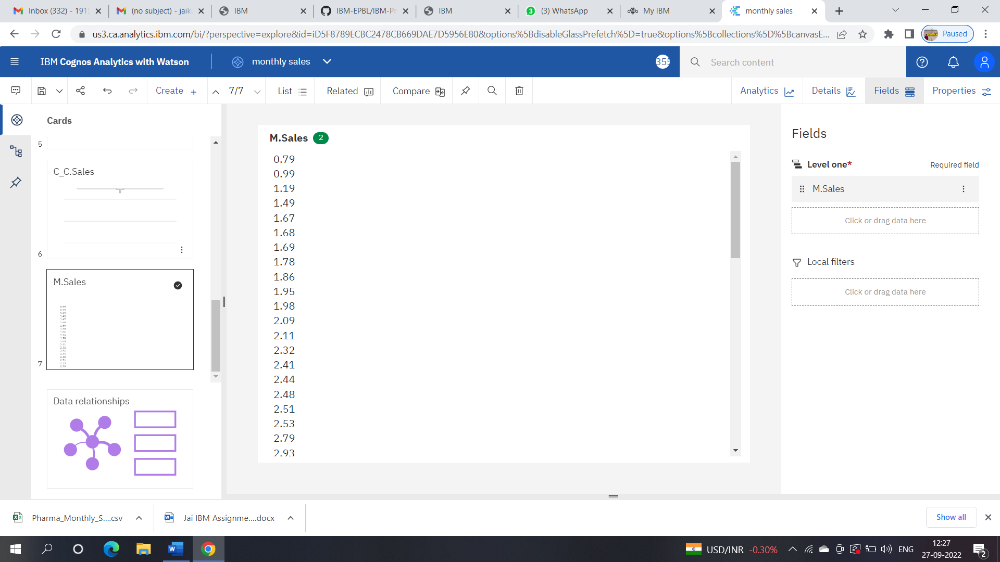 Inbox (332) - 191
(no subject) - jaik
IBM
IBM-EPBL/IBM-Pr
IBM
(3) WhatsApp
My IBM
monthly sales
us3.ca.analytics.ibm.com/bi/?perspective=explore&id=iD5F8789ECBC2478CB669DAE7D5956E80&options%5BdisableGlassPrefetch%5D=true&options%5Bcollections%5D%5BcanvasE...
Paused
IBM Cognos Analytics with Watson
monthly sales
355
Search content
Create
7/7
List
Related
Compare
Analytics
Details
Fields
Properties
Cards
5
C_C.Sales
6
M.Sales
7
Data relationships
M.Sales 2
0.79
0.99
1.19
1.49
1.67
1.68
1.69
1.78
1.86
1.95
1.98
2.09
2.11
2.32
2.41
2.44
2.48
2.51
2.53
2.79
2.93
Fields
Level one* Required field
M.Sales
Click or drag data here
Local filters
Click or drag data here
Pharma_Monthly_S....csv
Jai IBM Assignme....docx
Show all
USD/INR -0.30%
ENG
12:27
27-09-2022
2